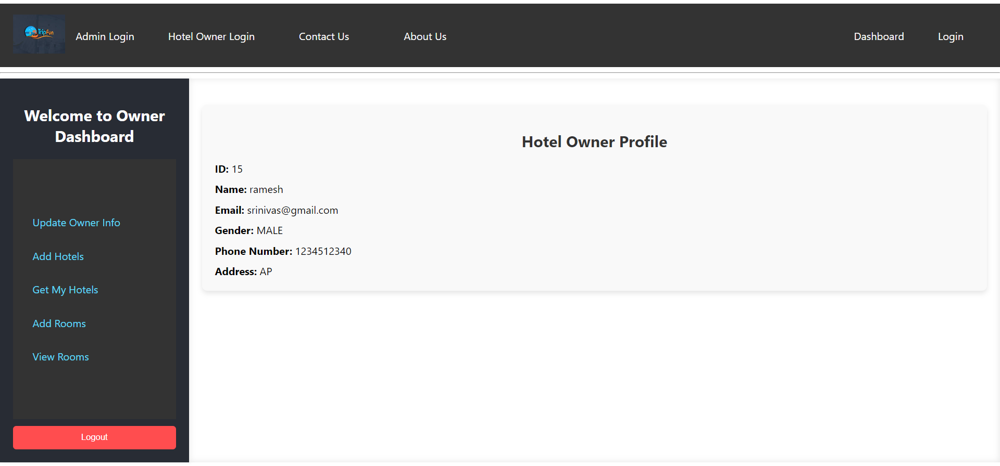 TripFun
Admin Login
Hotel Owner Login
Contact Us
About Us
Dashboard
Login
Welcome to Owner
Dashboard
Update Owner Info
Add Hotels
Get My Hotels
Add Rooms
View Rooms
Logout
Hotel Owner Profile
ID: 15
Name: ramesh
Email: srinivas@gmail.com
Gender: MALE
Phone Number: 1234512340
Address: AP